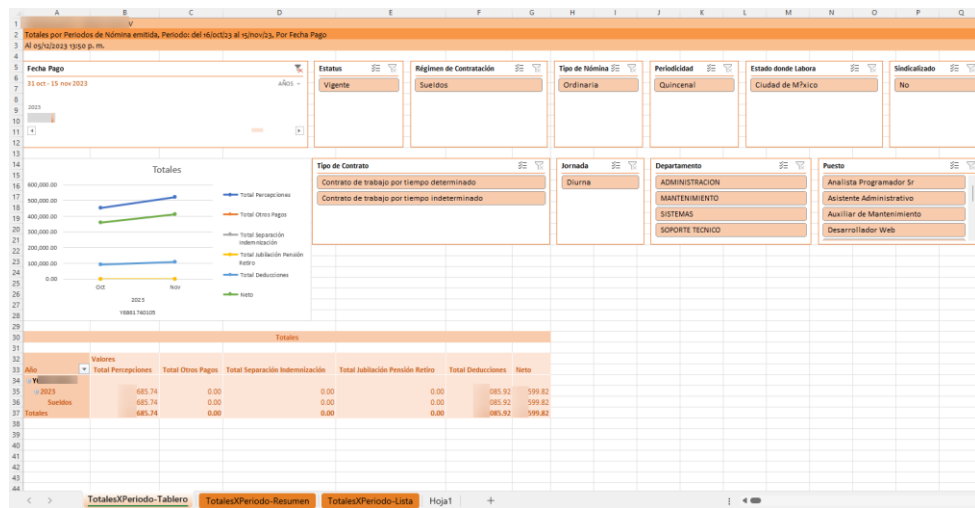 Totales por Periodos de Nómina emitida, Periodo: del 16/oct/23 al 15/nov/23, Por Fecha Pago
Al 05/12/2023 13:50 p. m.
Fecha Pago
31 oct - 15 nov 2023
AÑOS
2023
Estatus
Vigente
Régimen de Contratación
Sueldos
Tipo de Nómina
Ordinaria
Periodicidad
Quincenal
Estado donde Labora
Ciudad de M?xico
Sindicalizado
No
Totales
600,000.00
500,000.00
400,000.00
300,000.00
200,000.00
100,000.00
0.00
Oct
Nov
2023
Total Percepciones
Total Otros Pagos
Total Separación
Indemnización
Total Jubilación Pensión
Retiro
Total Deducciones
Neto
Tipo de Contrato
Contrato de trabajo por tiempo determinado
Contrato de trabajo por tiempo indeterminado
Jornada
Diurna
Departamento
ADMINISTRACION
MANTENIMIENTO
SISTEMAS
SOPORTE TECNICO
Puesto
Analista Programador Sr
Asistente Administrativo
Auxiliar de Mantenimiento
Desarrollador Web
Totales
Valores
Año Total Percepciones Total Otros Pagos Total Separación Indemnización Total Jubilación Pensión Retiro Total Deducciones Neto
2023 685.74 0.00 0.00 0.00 085.92 599.82
Sueldos 685.74 0.00 0.00 0.00 085.92 599.82
Totales 685.74 0.00 0.00 0.00 085.92 599.82
TotalesXPeriodo-Tablero TotalesXPeriodo-Resumen TotalesXPeriodo-Lista Hoja1